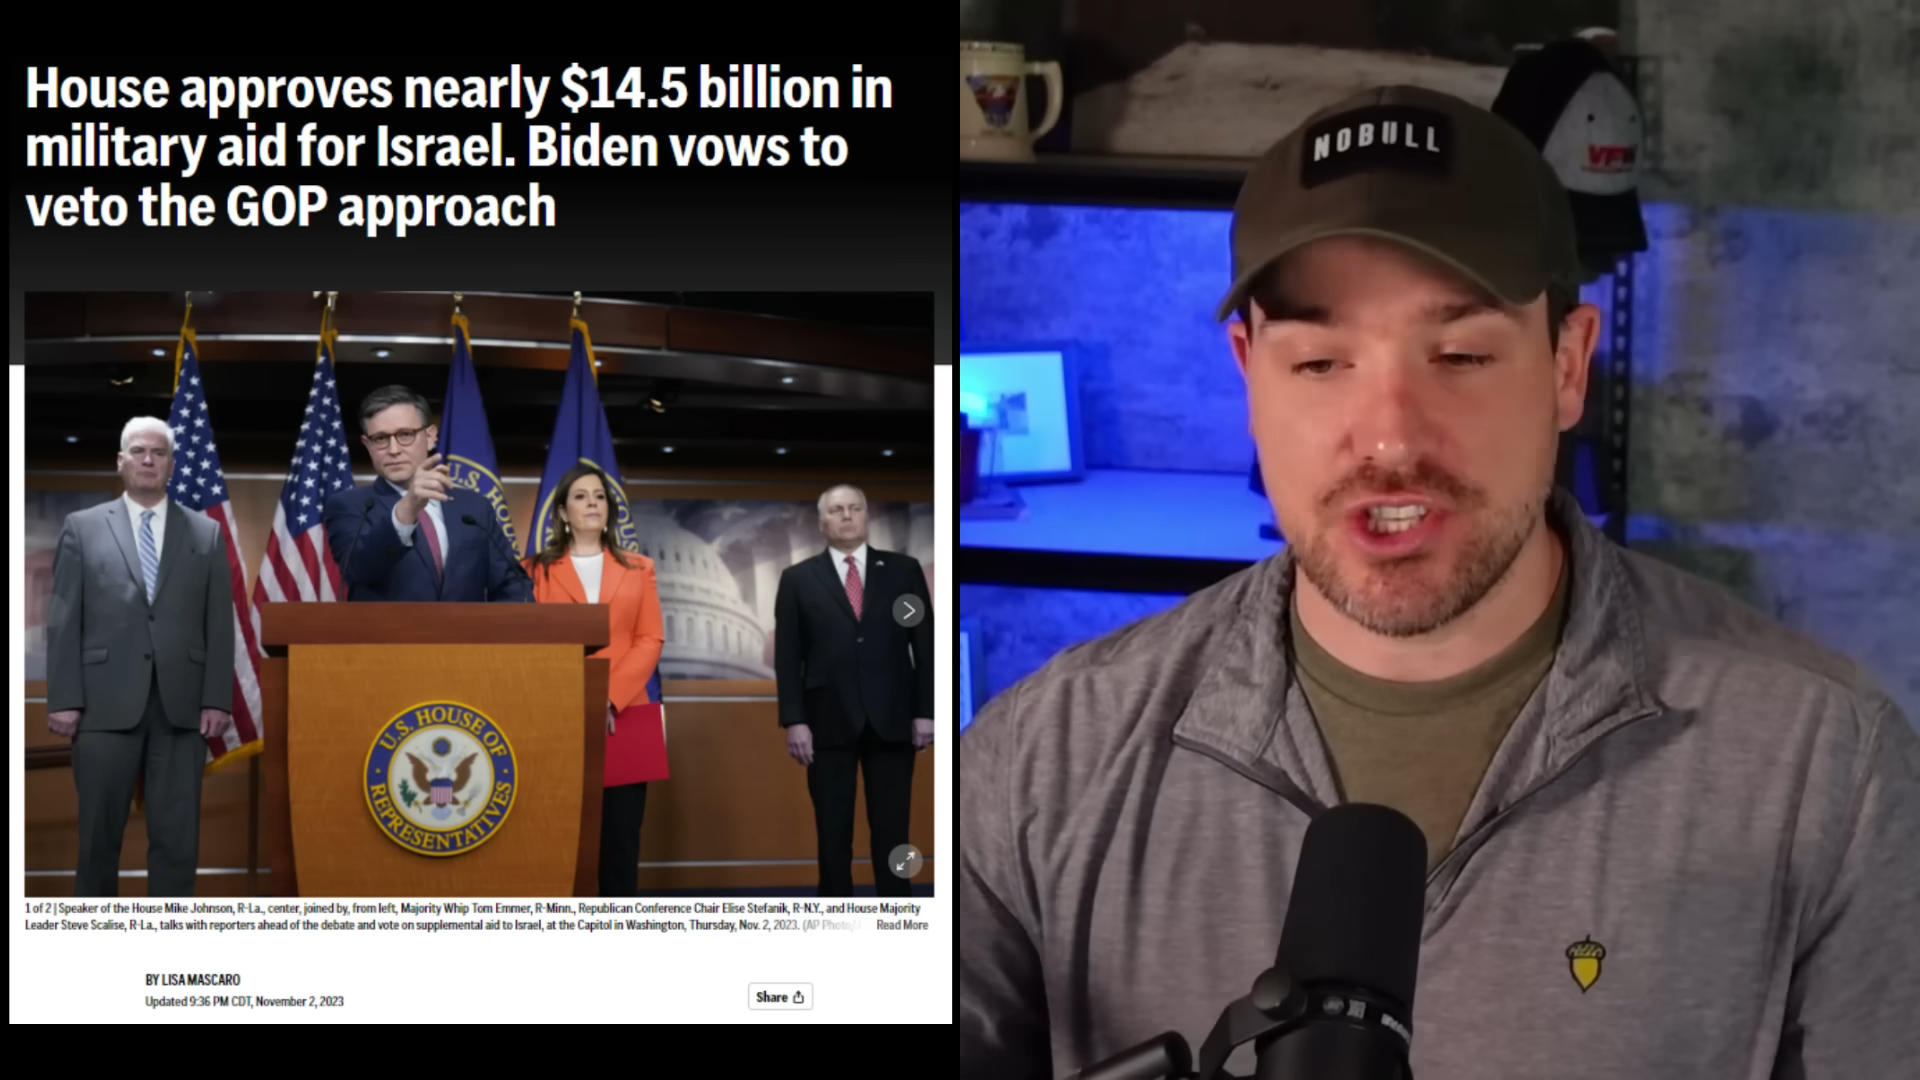 House approves nearly $14.5 billion in
military aid for Israel. Biden vows to
veto the GOP approach
U.S. HOUSE OF
REPRESENTATIVES
1 of 2 | Speaker of the House Mike Johnson, R-La., center, joined by, from left, Majority Whip Tom Emmer, R-Minn., Republican Conference Chair Elise Stefanik, R-N.Y., and House Majority
Leader Steve Scalise, R-La., talks with reporters ahead of the debate and vote on supplemental aid to Israel, at the Capitol in Washington, Thursday, Nov. 2, 2023. (AP Photo/ Read More
BY LISA MASCARO
Updated 9:36 PM CDT, November 2, 2023
Share
NOBULL